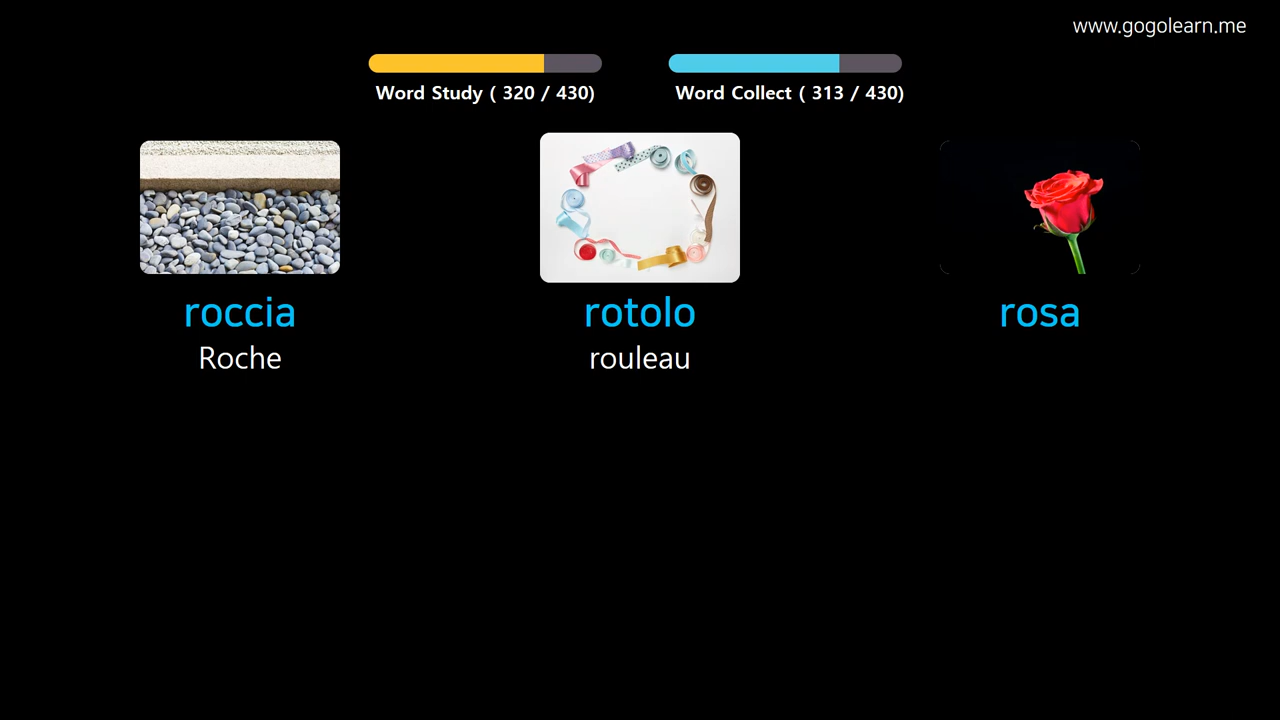 www.gogolearn.me
Word Study ( 320 / 430)
Word Collect ( 313 / 430)
roccia
Roche
rotolo
rouleau
rosa